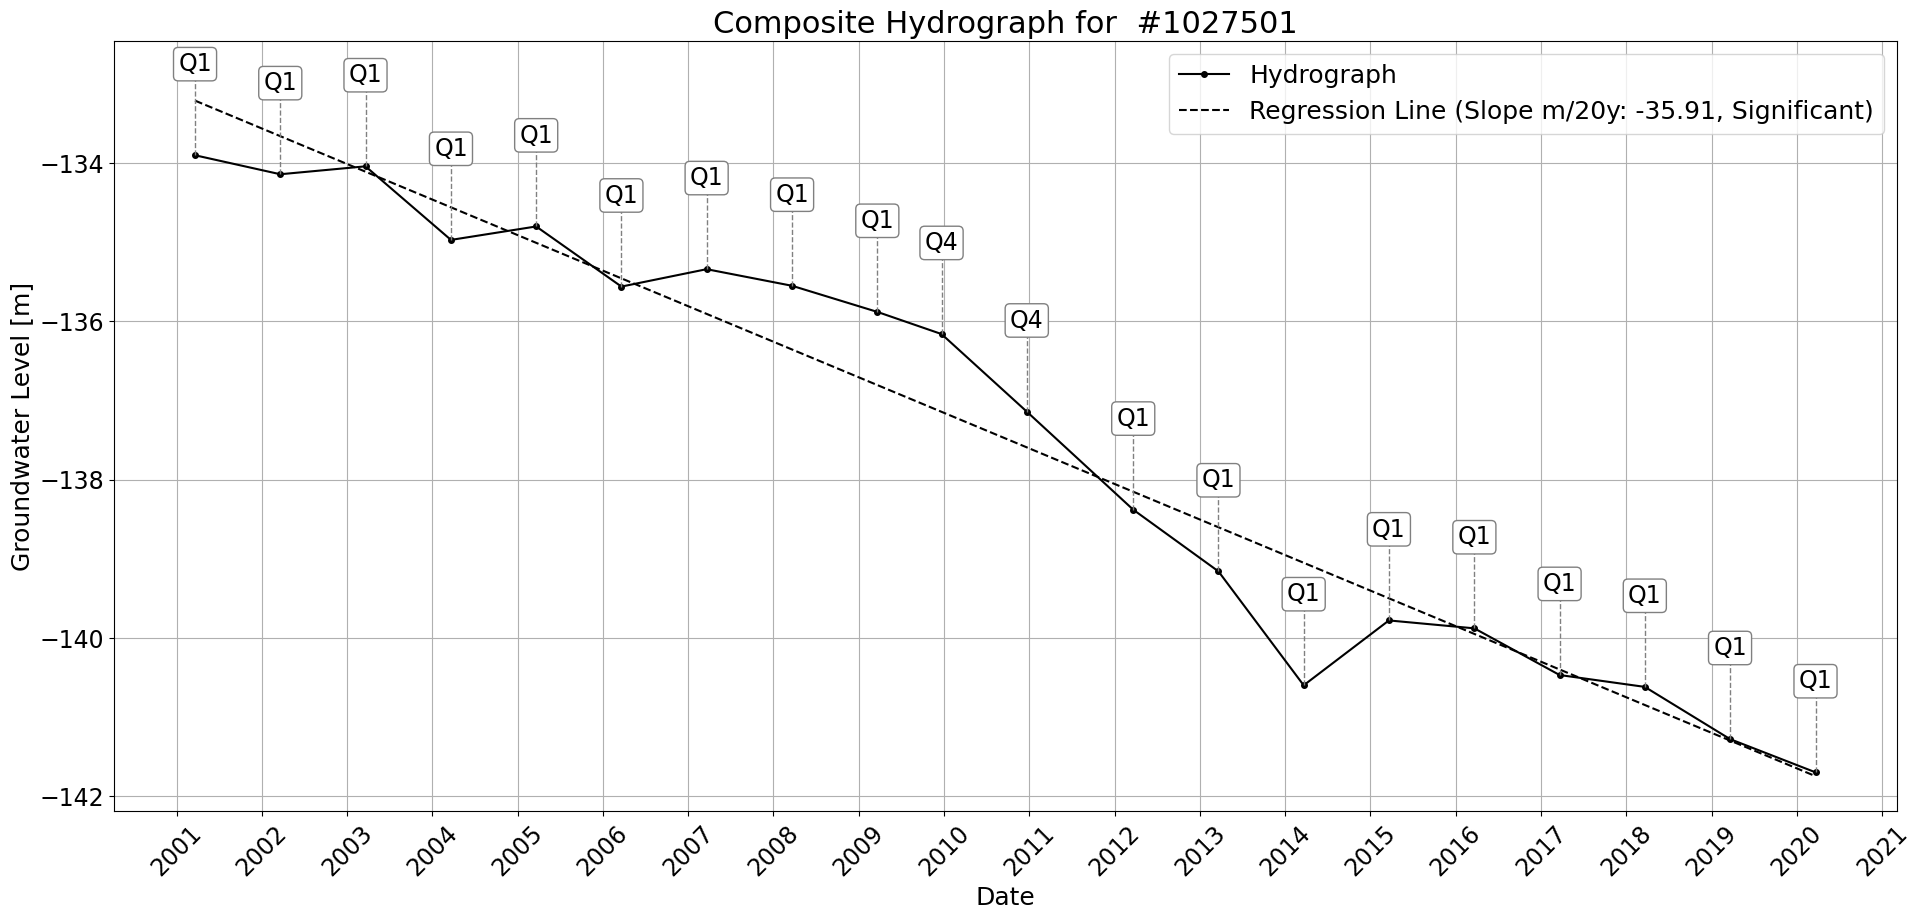 Composite Hydrograph for  #1027501
Hydrograph
Regression Line (Slope m/20y: -35.91, Significant)
Q1
Q1
Q1
Q1
Q1
Q1
Q1
Q1
Q1
Q4
Q4
Q1
Q1
Q1
Q1
Q1
Q1
Q1
Q1
Q1
Groundwater Level [m]
−134
−136
−138
−140
−142
2001
2002
2003
2004
2005
2006
2007
2008
2009
2010
2011
2012
2013
2014
2015
2016
2017
2018
2019
2020
2021
Date